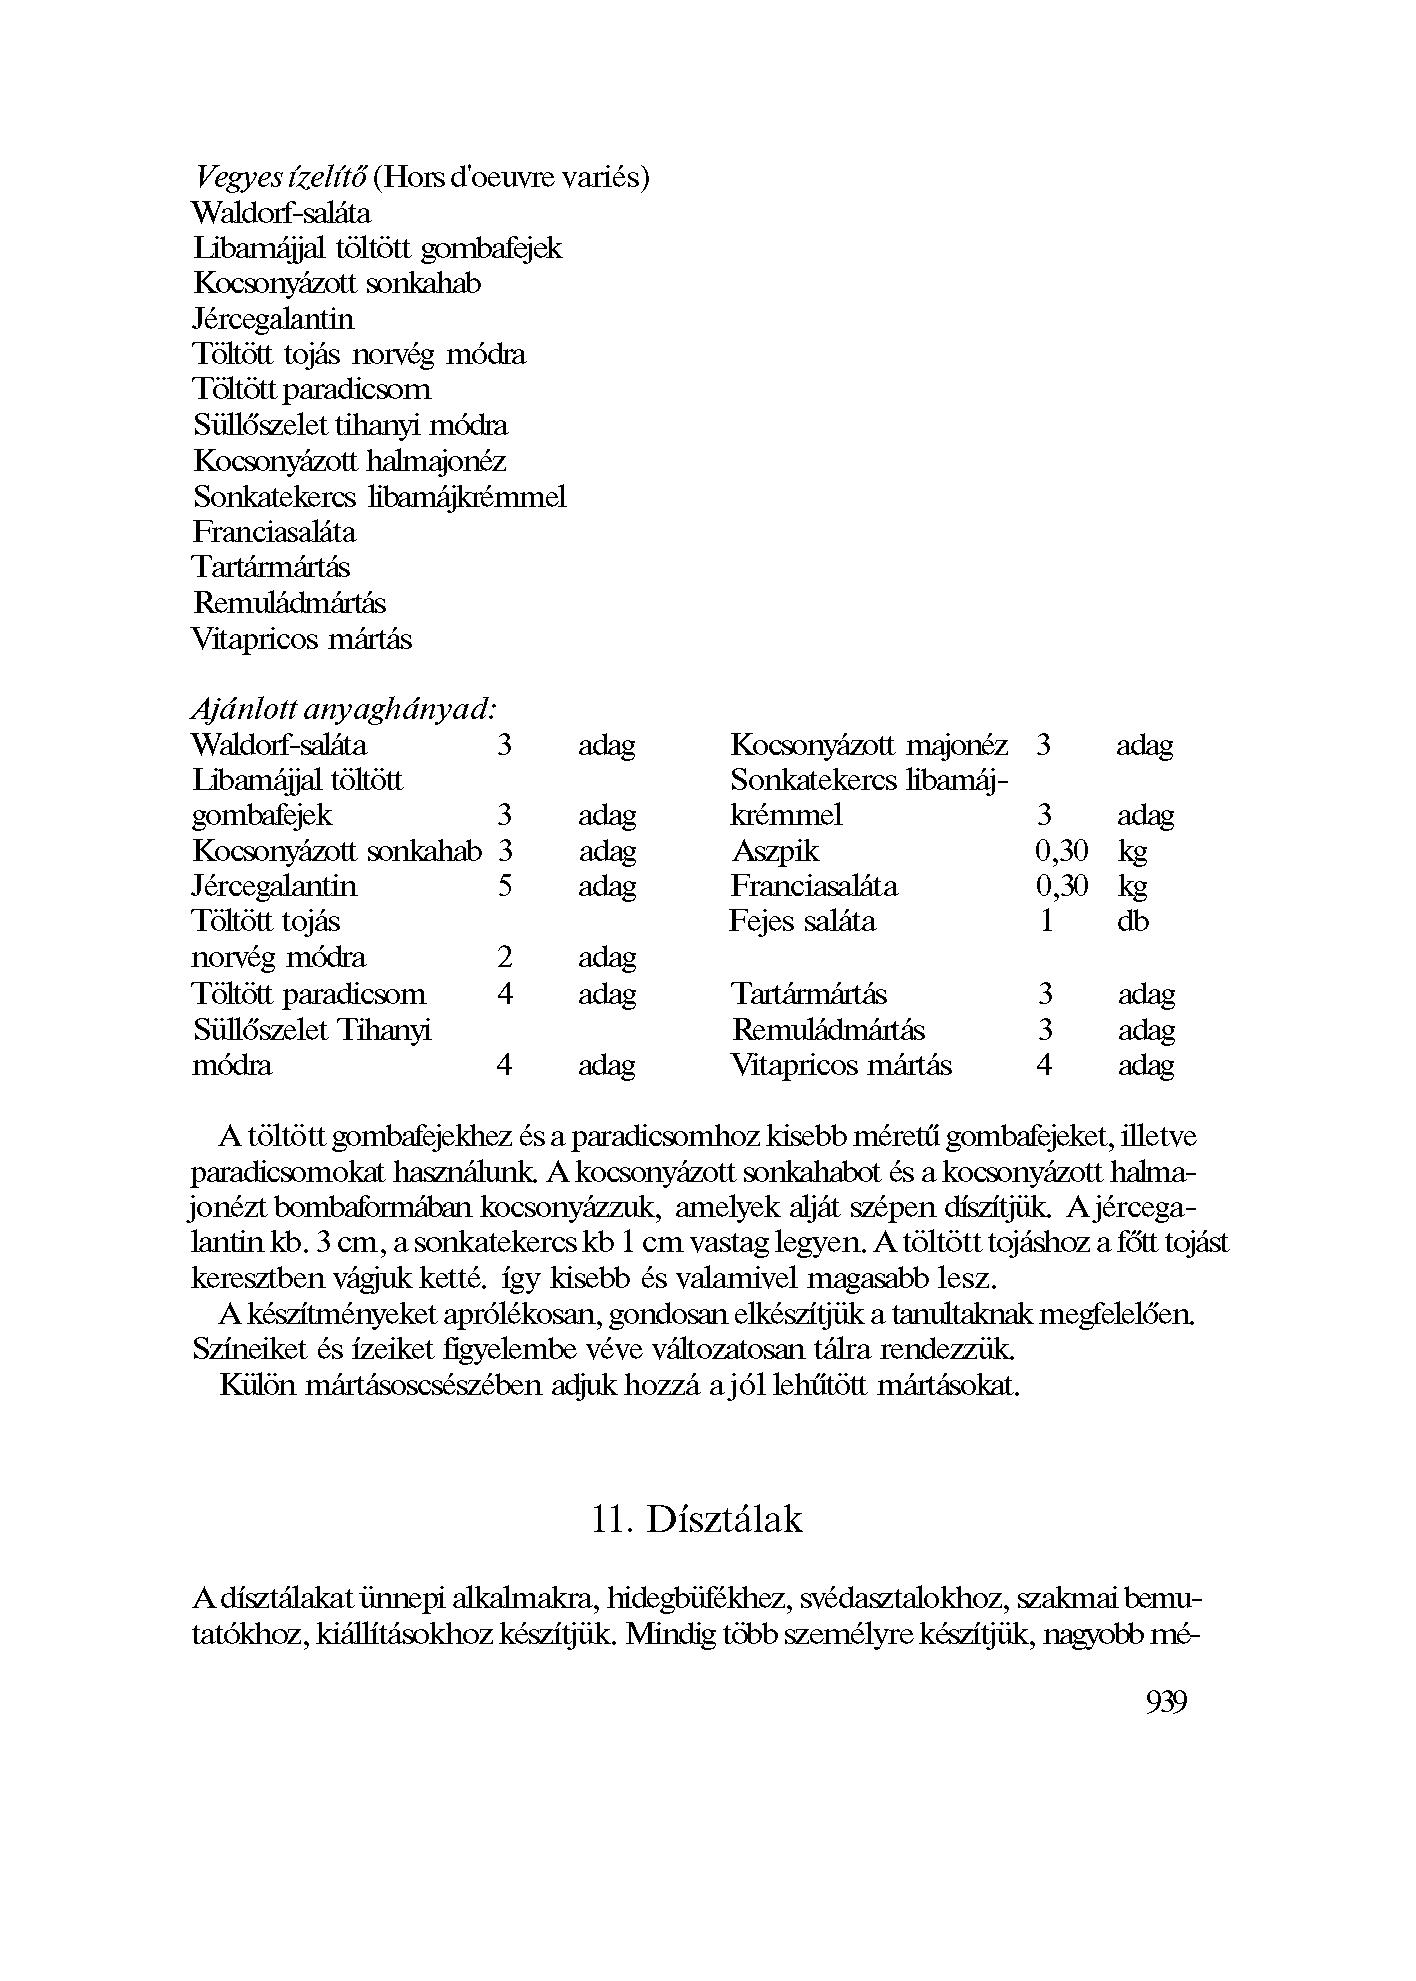 Vegyes ízelítő (Hors d'oeuvre variés)
Waldorf-saláta
Libamájjal töltött gombafejek
Kocsonyázott sonkahab
Jércegalantin
Töltött tojás norvég módra
Töltött paradicsom
Süllőszelet tihanyi módra
Kocsonyázott halmajonéz
Sonkatekercs libamájkrémmel
Franciasaláta
Tartármártás
Remuládmártás
Vitapricos mártás
Ajánlott anyaghányad:
Waldorf-saláta 3 adag Kocsonyázott majonéz 3 adag
Libamájjal töltött Sonkatekercs libamáj-
gombafejek 3 adag krémmel 3 adag
Kocsonyázott sonkahab 3 adag Aszpik 0,30 kg
Jércegalantin 5 adag Franciasaláta 0,30 kg
Töltött tojás Fejes saláta 1 db
norvég módra 2 adag
Töltött paradicsom 4 adag Tartármártás 3 adag
Süllőszelet Tihanyi Remuládmártás 3 adag
módra 4 adag Vitapricos mártás 4 adag
A töltött gombafejekhez és a paradicsomhoz kisebb méretű gombafejeket, illetve
paradicsomokat használunk. A kocsonyázott sonkahabot és a kocsonyázott halma-
jonézt bombaformában kocsonyázzuk, amelyek alját szépen díszítjük. A jércega-
lantin kb. 3 cm, a sonkatekercs kb 1 cm vastag legyen. A töltött tojáshoz a főtt tojást
keresztben vágjuk ketté. így kisebb és valamivel magasabb lesz.
A készítményeket aprólékosan, gondosan elkészítjük a tanultaknak megfelelően.
Színeiket és ízeiket figyelembe véve változatosan tálra rendezzük.
Külön mártásoscsészében adjuk hozzá a jól lehűtött mártásokat.
11. Dísztálak
A dísztálakat ünnepi alkalmakra, hidegbüfékhez, svédasztalokhoz, szakmai bemu-
tatókhoz, kiállításokhoz készítjük. Mindig több személyre készítjük, nagyobb mé-
939